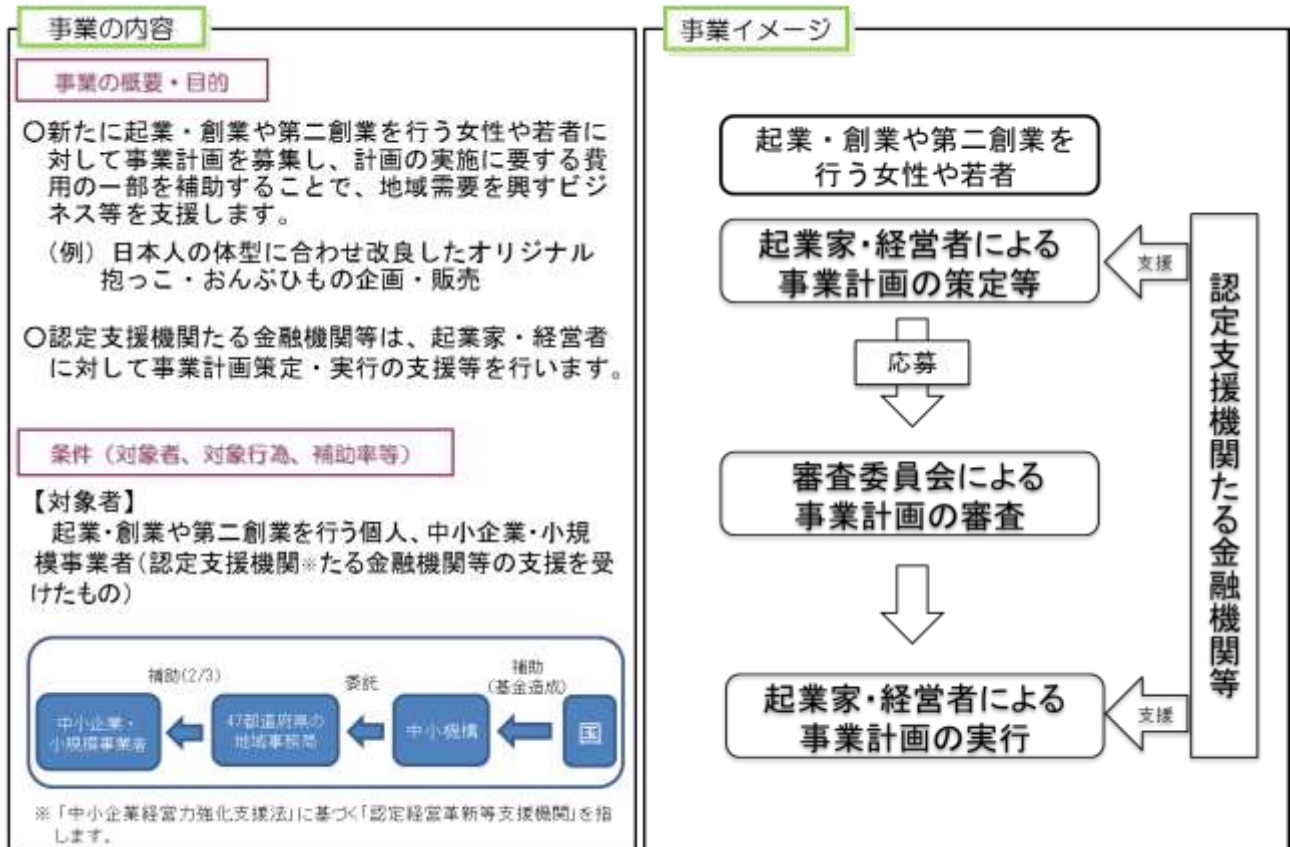 事業の内容
事業の概要・目的
○新たに起業・創業や第二創業を行う女性や若者に
対して事業計画を募集し、計画の実施に要する費
用の一部を補助することで、地域需要を興すビジ
ネス等を支援します。
（例）日本人の体型に合わせ改良したオリジナル
抱っこ・おんぶひもの企画・販売
○認定支援機関たる金融機関等は、起業家・経営者
に対して事業計画策定・実行の支援等を行います。
条件（対象者、対象行為、補助率等）
【対象者】
起業・創業や第二創業を行う個人、中小企業・小規
模事業者（認定支援機関※たる金融機関等の支援を受
けたもの）
補助(2/3)
委託
補助
(基金造成)
中小企業・
小規模事業者
47都道府県の
地域事務局
中小機構
国
※「中小企業経営力強化支援法」に基づく「認定経営革新等支援機関」を指
します。
事業イメージ
起業・創業や第二創業を
行う女性や若者
起業家・経営者による
事業計画の策定等
支援
応募
審査委員会による
事業計画の審査
起業家・経営者による
事業計画の実行
支援
認定支援機関たる金融機関等